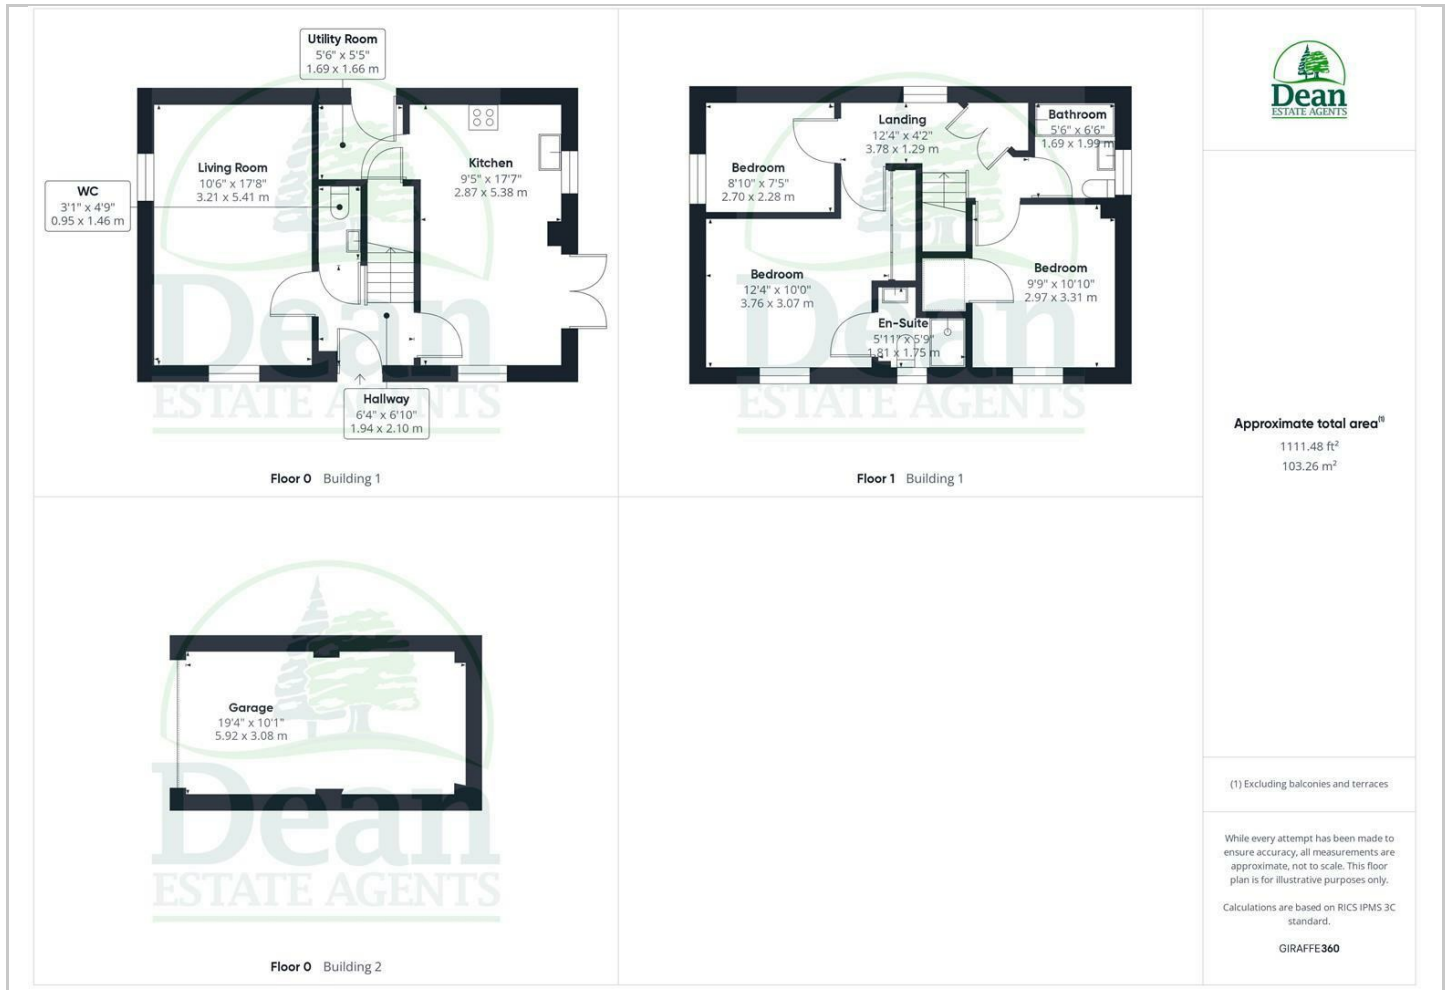 Utility Room
5'6" x 5'5"
1.69 x 1.66 m
Living Room
10'6" x 17'8"
3.21 x 5.41 m
Kitchen
9'5" x 17'7"
2.87 x 5.38 m
WC
3'1" x 4'9"
0.95 x 1.46 m
Hallway
6'4" x 6'10"
1.94 x 2.10 m
Dean
ESTATE AGENTS
Floor 0 Building 1
Landing
12'4" x 4'2"
3.78 x 1.29 m
Bathroom
5'6" x 6'6"
1.69 x 1.99 m
Bedroom
8'10" x 7'5"
2.70 x 2.28 m
Bedroom
12'4" x 10'0"
3.76 x 3.07 m
Bedroom
9'9" x 10'10"
2.97 x 3.31 m
En-Suite
5'11" x 5'9"
1.81 x 1.75 m
Dean
ESTATE AGENTS
Floor 1 Building 1
Garage
19'4" x 10'1"
5.92 x 3.08 m
Dean
ESTATE AGENTS
Floor 0 Building 2
Dean
ESTATE AGENTS
Approximate total area⁽¹⁾
1111.48 ft²
103.26 m²
(1) Excluding balconies and terraces
While every attempt has been made to
ensure accuracy, all measurements are
approximate, not to scale. This floor
plan is for illustrative purposes only.
Calculations are based on RICS IPMS 3C
standard.
GIRAFFE360